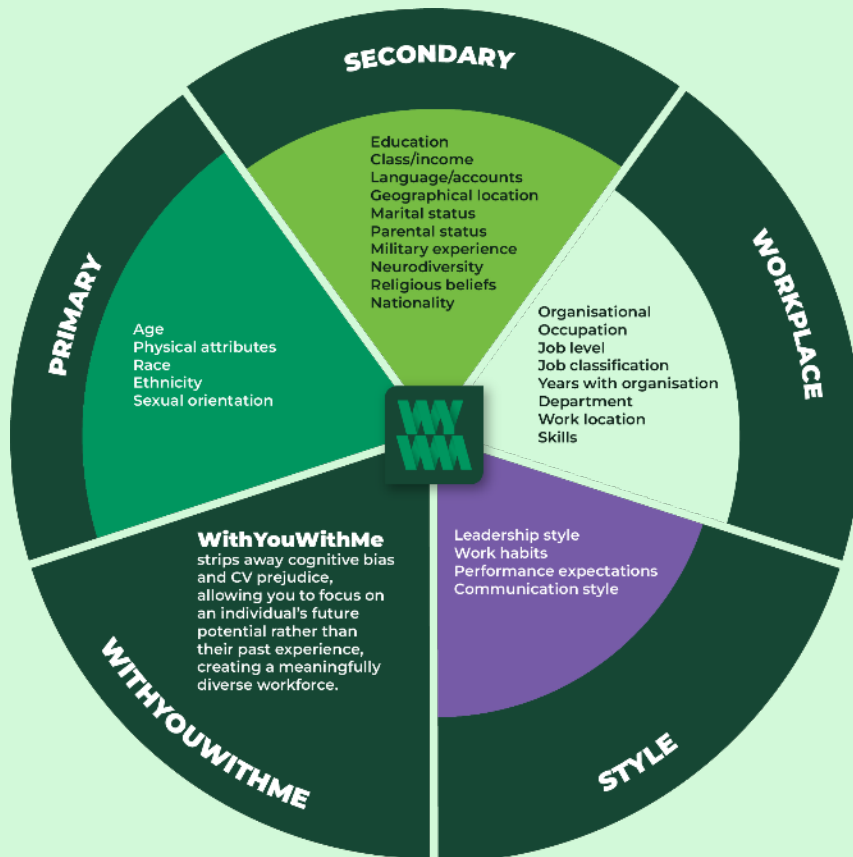 SECONDARY
Education
Class/income
Language/accounts
Geographical location
Marital status
Parental status
Military experience
Neurodiversity
Religious beliefs
Nationality
PRIMARY
Age
Physical attributes
Race
Ethnicity
Sexual orientation
WORKPLACE
Organisational
Occupation
Job level
Job classification
Years with organisation
Department
Work location
Skills
WYWM
WithYouWithMe
strips away cognitive bias
and CV prejudice,
allowing you to focus on
an individual's future
potential rather than
their past experience,
creating a meaningfully
diverse workforce.
WITHYOUWITHME
Leadership style
Work habits
Performance expectations
Communication style
STYLE